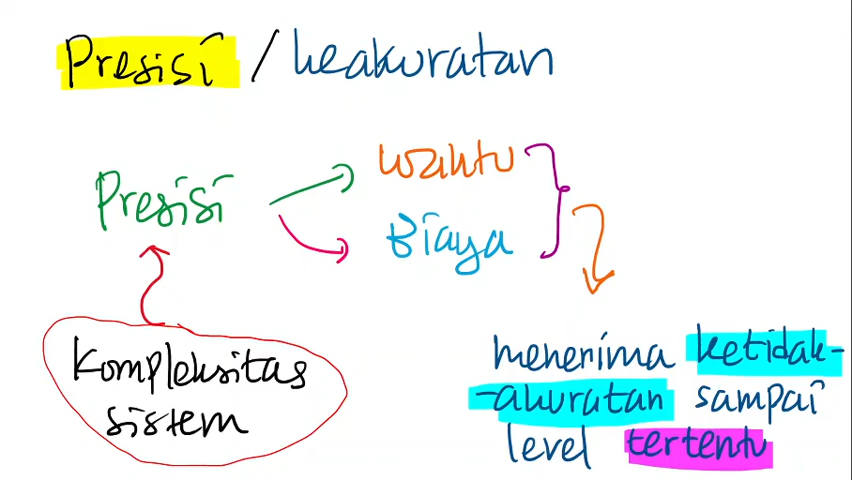 Presisi / keakuratan
Presisi
waktu
Biaya
Kompleksitas
sistem
menerima ketidak-
-akuratan sampai
level tertentu